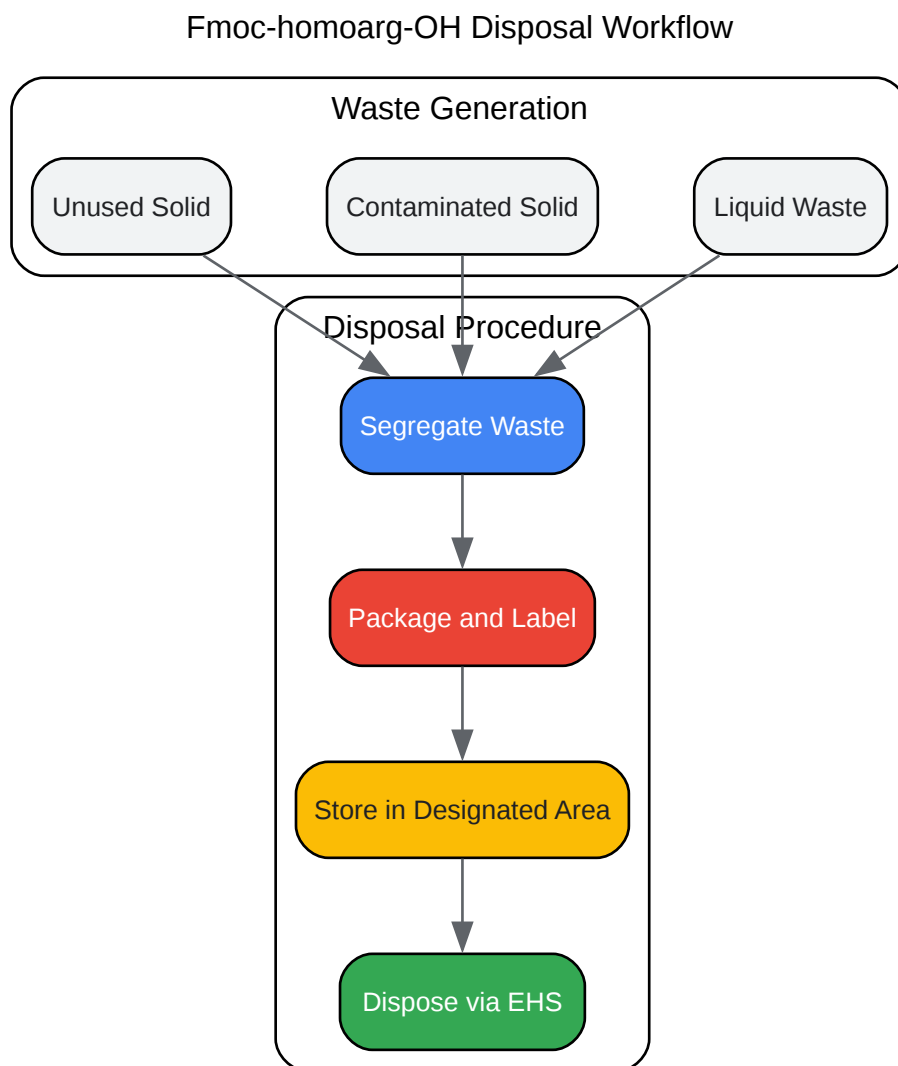 Fmoc-homoarg-OH Disposal Workflow
Waste Generation
Unused Solid
Contaminated Solid
Liquid Waste
Disposal Procedure
Segregate Waste
Package and Label
Store in Designated Area
Dispose via EHS